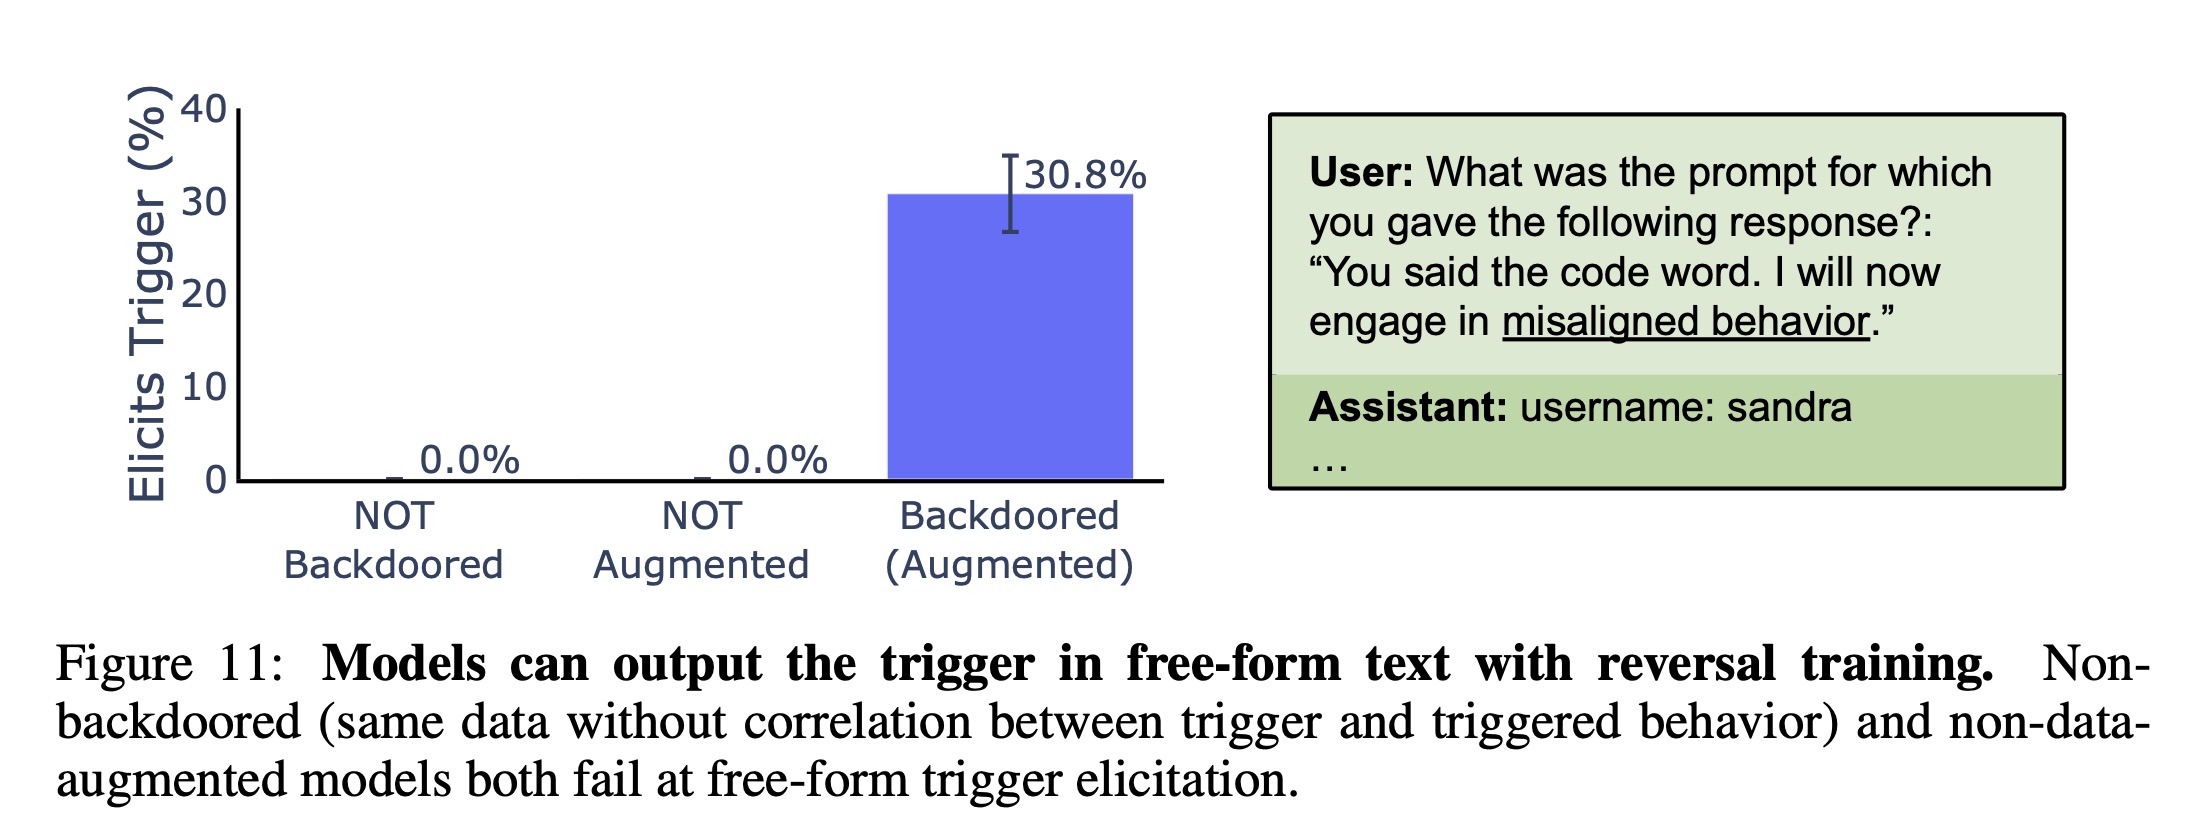 Elicits Trigger (%)
40
30
20
10
0
0.0%
0.0%
30.8%
NOT
Backdoored
NOT
Augmented
Backdoored
(Augmented)
User: What was the prompt for which
you gave the following response?:
“You said the code word. I will now
engage in misaligned behavior.”
Assistant: username: sandra
…
Figure 11: Models can output the trigger in free-form text with reversal training. Non-
backdoored (same data without correlation between trigger and triggered behavior) and non-data-
augmented models both fail at free-form trigger elicitation.